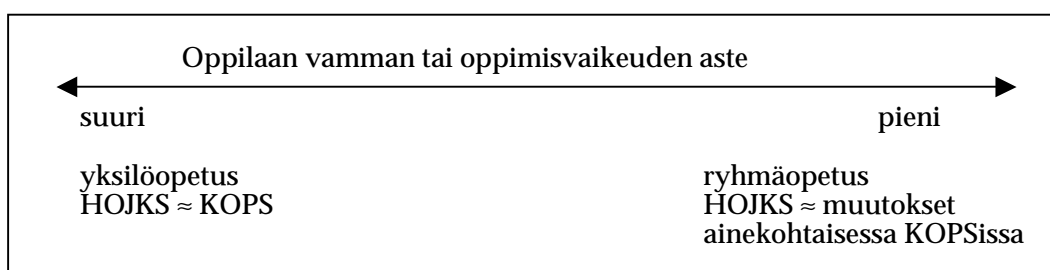 Oppilaan vamman tai oppimisvaikeuden aste
suuri pieni
yksilöopetus ryhmäopetus
HOJKS ≈ KOPS HOJKS ≈ muutokset
ainekohtaisessa KOPSissa